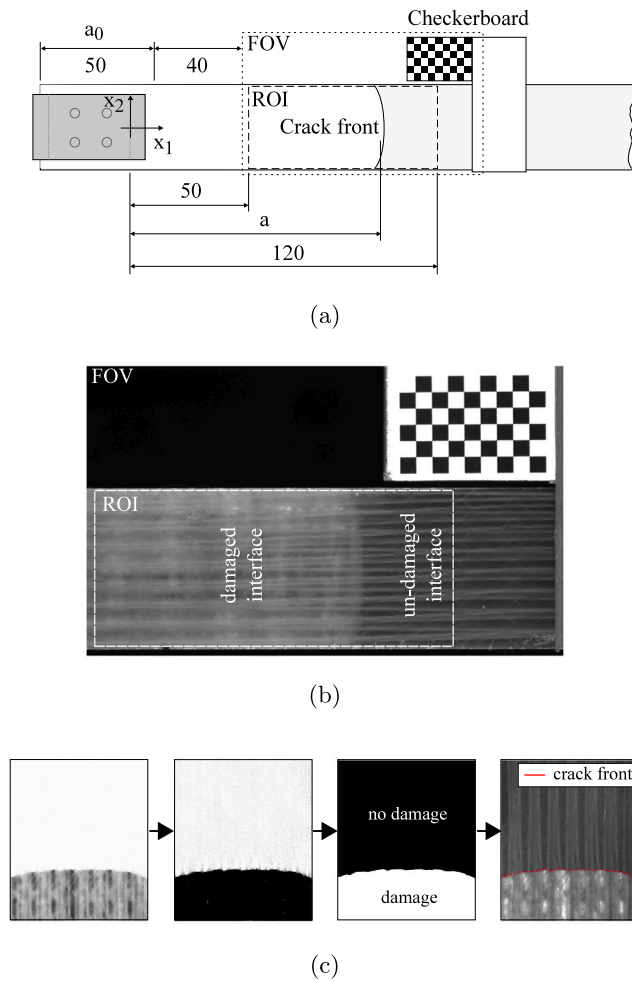 Checkerboard
a0
FOV
50
40
x2
ROI
Crack front
x1
50
a
120
(a)
FOV
ROI
damaged
interface
un-damaged
interface
(b)
crack front
no damage
damage
(c)